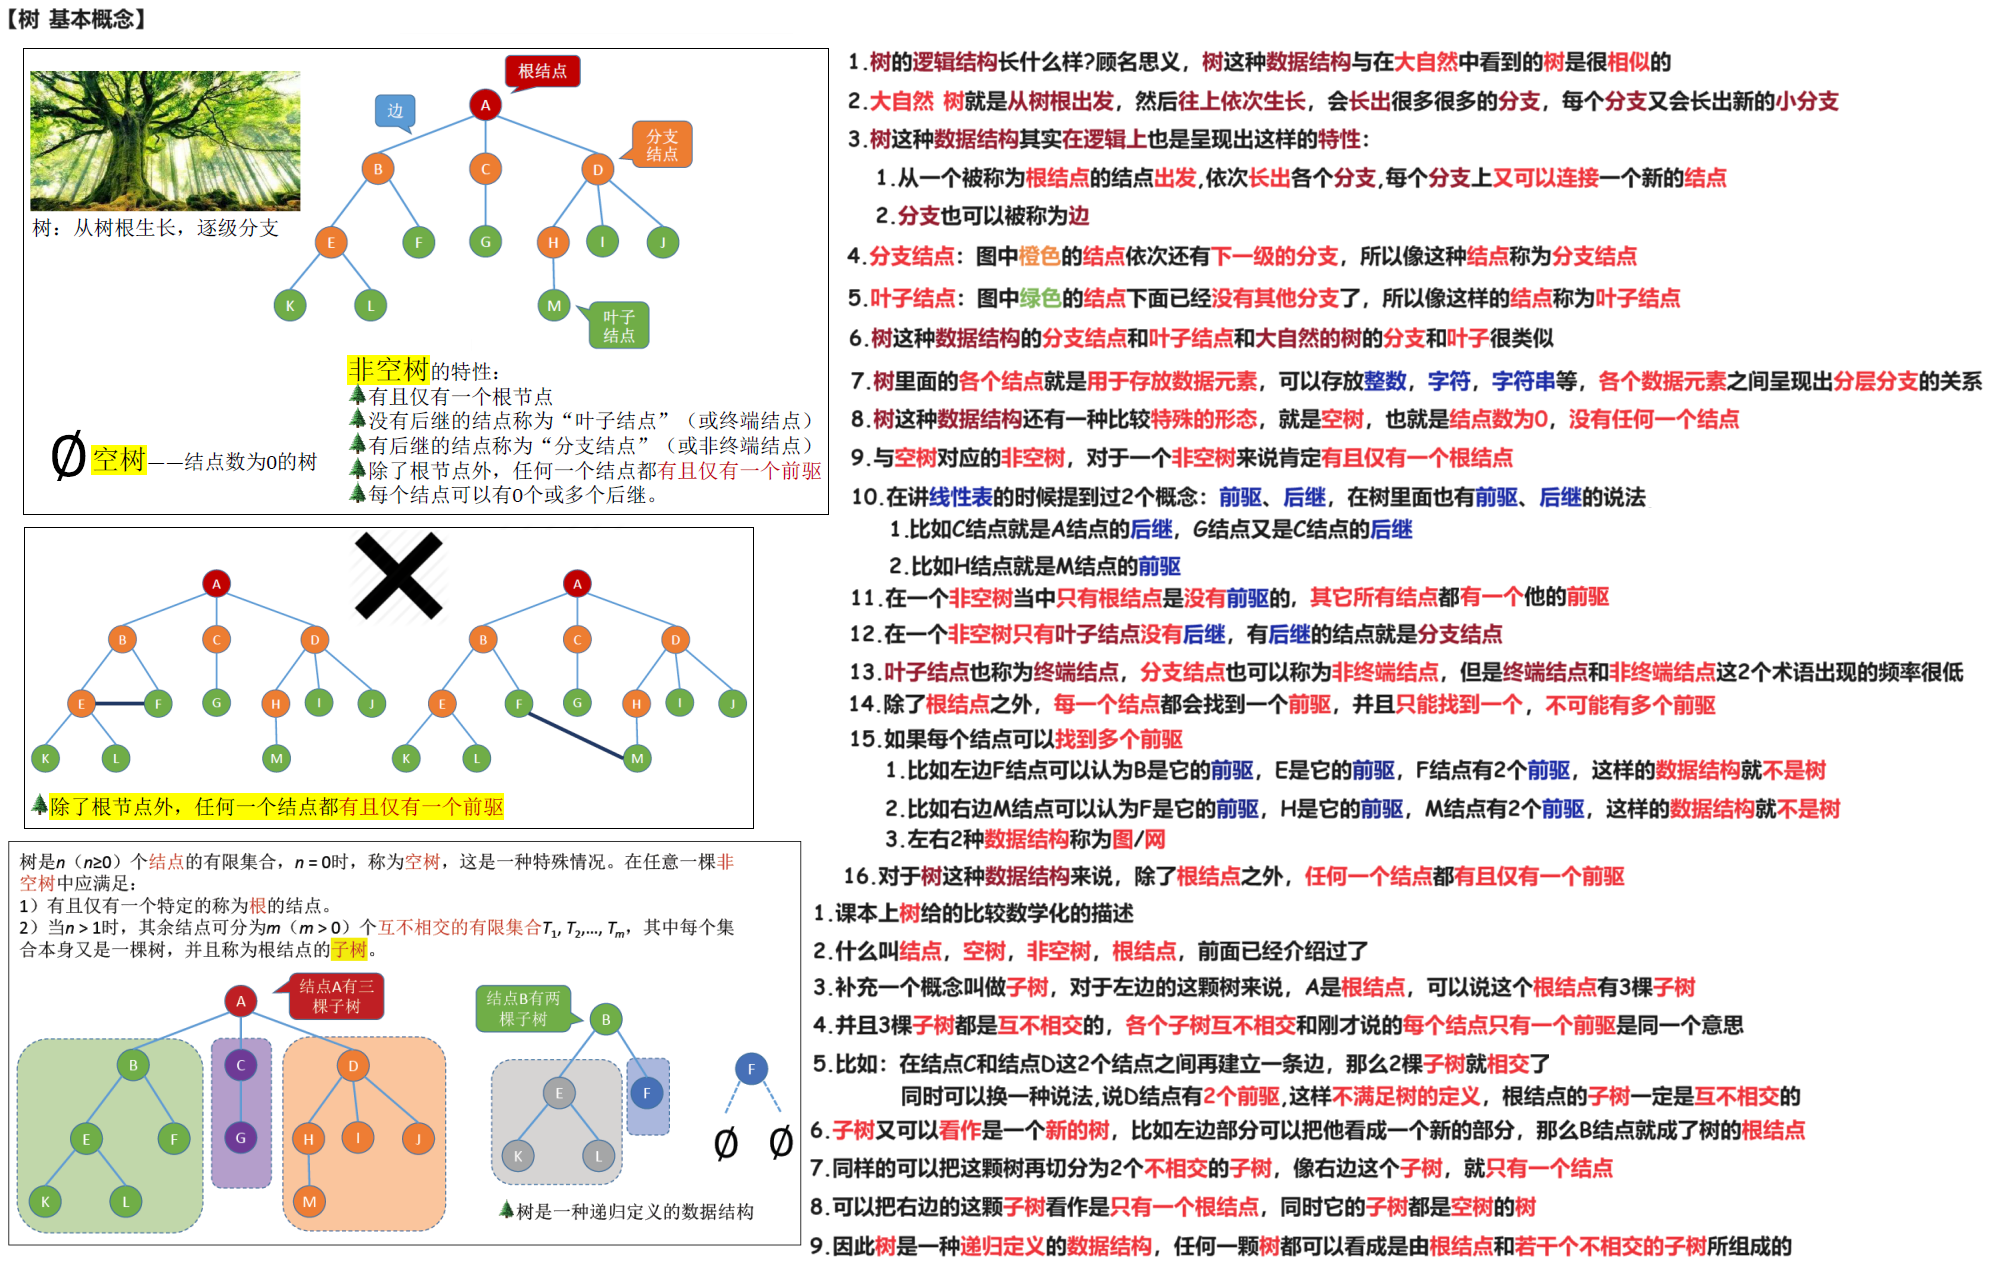 【树 基本概念】
根结点
边
A
分支
结点
B
C
D
树：从树根生长，逐级分支
E
F
G
H
I
J
K
L
M
叶子
结点
非空树的特性：
有且仅有一个根节点
没有后继的结点称为“叶子结点”（或终端结点）
有后继的结点称为“分支结点”（或非终端结点）
除了根节点外，任何一个结点都有且仅有一个前驱
每个结点可以有0个或多个后继。
∅ 空树——结点数为0的树
A
B
C
D
E
F
G
H
I
J
K
L
M
A
B
C
D
E
F
G
H
I
J
K
L
M
除了根节点外，任何一个结点都有且仅有一个前驱
树是n（n≥0）个结点的有限集合，n = 0时，称为空树，这是一种特殊情况。在任意一棵非
空树中应满足：
1）有且仅有一个特定的称为根的结点。
2）当n > 1时，其余结点可分为m（m > 0）个互不相交的有限集合T1, T2,…, Tm，其中每个集
合本身又是一棵树，并且称为根结点的子树。
结点A有三
棵子树
A
B
C
D
E
F
G
H
I
J
K
L
M
结点B有两
棵子树
B
E
F
K
L
F
∅
∅
树是一种递归定义的数据结构
1.树的逻辑结构长什么样?顾名思义，树这种数据结构与在大自然中看到的树是很相似的
2.大自然 树就是从树根出发，然后往上依次生长，会长出很多很多的分支，每个分支又会长出新的小分支
3.树这种数据结构其实在逻辑上也是呈现出这样的特性：
1.从一个被称为根结点的结点出发,依次长出各个分支,每个分支上又可以连接一个新的结点
2.分支也可以被称为边
4.分支结点：图中橙色的结点依次还有下一级的分支，所以像这种结点称为分支结点
5.叶子结点：图中绿色的结点下面已经没有其他分支了，所以像这样的结点称为叶子结点
6.树这种数据结构的分支结点和叶子结点和大自然的树的分支和叶子很类似
7.树里面的各个结点就是用于存放数据元素，可以存放整数，字符，字符串等，各个数据元素之间呈现出分层分支的关系
8.树这种数据结构还有一种比较特殊的形态，就是空树，也就是结点数为0，没有任何一个结点
9.与空树对应的非空树，对于一个非空树来说肯定有且仅有一个根结点
10.在讲线性表的时候提到过2个概念：前驱、后继，在树里面也有前驱、后继的说法
1.比如C结点就是A结点的后继，G结点又是C结点的后继
2.比如H结点就是M结点的前驱
11.在一个非空树当中只有根结点是没有前驱的，其它所有结点都有一个他的前驱
12.在一个非空树只有叶子结点没有后继，有后继的结点就是分支结点
13.叶子结点也称为终端结点，分支结点也可以称为非终端结点，但是终端结点和非终端结点这2个术语出现的频率很低
14.除了根结点之外，每一个结点都会找到一个前驱，并且只能找到一个，不可能有多个前驱
15.如果每个结点可以找到多个前驱
1.比如左边F结点可以认为B是它的前驱，E是它的前驱，F结点有2个前驱，这样的数据结构就不是树
2.比如右边M结点可以认为F是它的前驱，H是它的前驱，M结点有2个前驱，这样的数据结构就不是树
3.左右2种数据结构称为图/网
16.对于树这种数据结构来说，除了根结点之外，任何一个结点都有且仅有一个前驱
1.课本上树给的比较数学化的描述
2.什么叫结点，空树，非空树，根结点，前面已经介绍过了
3.补充一个概念叫做子树，对于左边的这颗树来说，A是根结点，可以说这个根结点有3棵子树
4.并且3棵子树都是互不相交的，各个子树互不相交和刚才说的每个结点只有一个前驱是同一个意思
5.比如：在结点C和结点D这2个结点之间再建立一条边，那么2棵子树就相交了
同时可以换一种说法,说D结点有2个前驱,这样不满足树的定义，根结点的子树一定是互不相交的
6.子树又可以看作是一个新的树，比如左边部分可以把他看成一个新的部分，那么B结点就成了树的根结点
7.同样的可以把这颗树再切分为2个不相交的子树，像右边这个子树，就只有一个结点
8.可以把右边的这颗子树看作是只有一个根结点，同时它的子树都是空树的树
9.因此树是一种递归定义的数据结构，任何一颗树都可以看成是由根结点和若干个不相交的子树所组成的